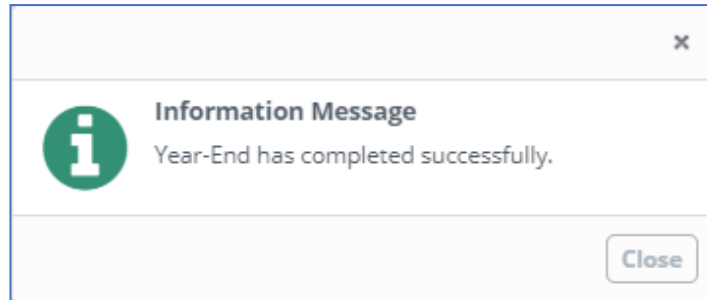 ×
Information Message
Year-End has completed successfully.
Close